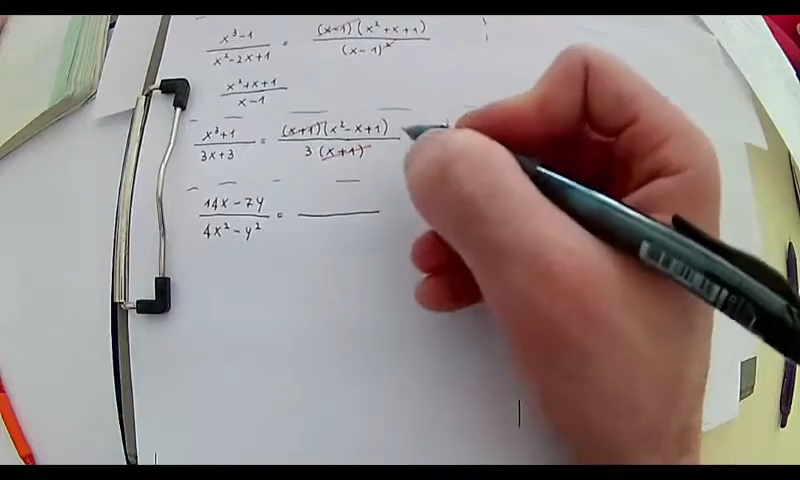 x³-1 / x²-2x+1 = (x-1)(x²+x+1) / (x-1)²
x²+x+1 / x-1
x³+1 / 3x+3 = (x+1)(x²-x+1) / 3(x+1)
14x-7y / 4x²-y² =